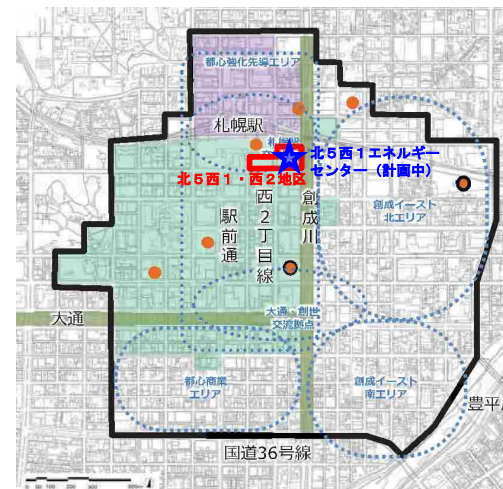 都心強化先導エリア
札幌駅
北５西１エネルギー
センター（計画中）
北５西１・西２地区
創成川
西２丁目線
駅前通
創成イースト
北エリア
大通・創世
交流拠点
大通
都心商業
エリア
創成イースト
南エリア
豊平
国道36号線